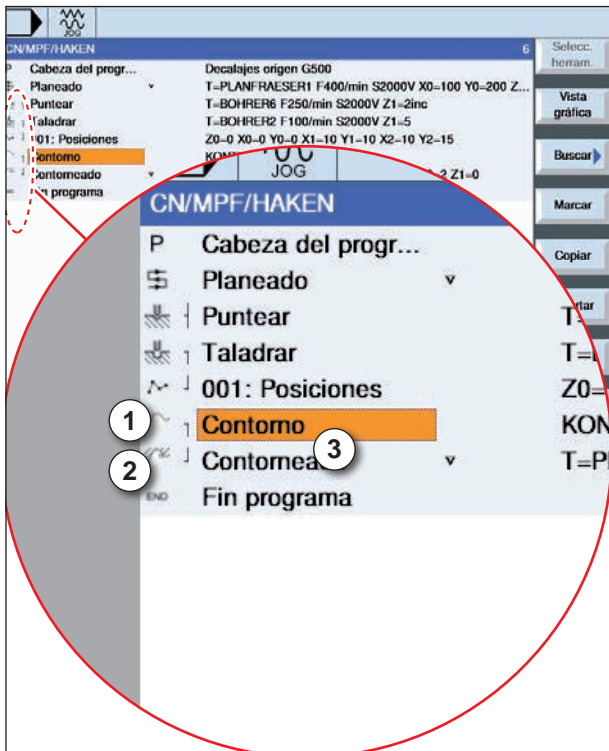 JOG
CN/MPF/HAKEN 6
P Cabeza del progr... Decalajes origen G500
Planeado T=PLANFRAESER1 F400/min S2000V X0=100 Y0=200 Z...
Puntear T=BOHRER6 F250/min S2000V Z1=2inc
Taladrar T=BOHRER2 F100/min S2000V Z1=5
001: Posiciones Z0=0 X0=0 Y0=0 X1=10 Y1=10 X2=10 Y2=15
Contorno
Contorneado Z1=0
Fin programa
Selecc.
herram.
Vista
gráfica
Buscar
Marcar
Copiar
JOG
CN/MPF/HAKEN
P Cabeza del progr...
Planeado
Puntear T=
Taladrar T=
001: Posiciones Z0=
1 Contorno KON
2 3
Fin programa
END